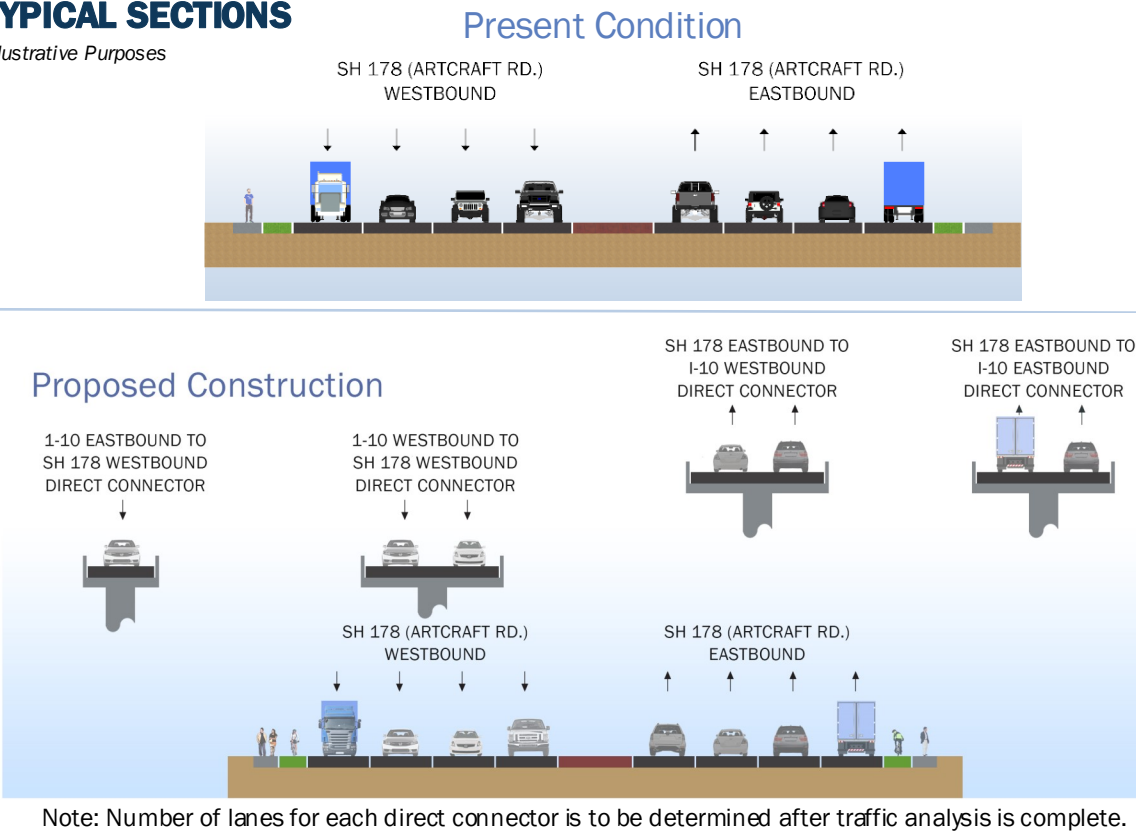 YPICAL SECTIONS
lustrative Purposes
Present Condition
SH 178 (ARTCRAFT RD.)
WESTBOUND
SH 178 (ARTCRAFT RD.)
EASTBOUND
Proposed Construction
SH 178 EASTBOUND TO
I-10 WESTBOUND
DIRECT CONNECTOR
SH 178 EASTBOUND TO
I-10 EASTBOUND
DIRECT CONNECTOR
1-10 EASTBOUND TO
SH 178 WESTBOUND
DIRECT CONNECTOR
1-10 WESTBOUND TO
SH 178 WESTBOUND
DIRECT CONNECTOR
SH 178 (ARTCRAFT RD.)
WESTBOUND
SH 178 (ARTCRAFT RD.)
EASTBOUND
Note: Number of lanes for each direct connector is to be determined after traffic analysis is complete.